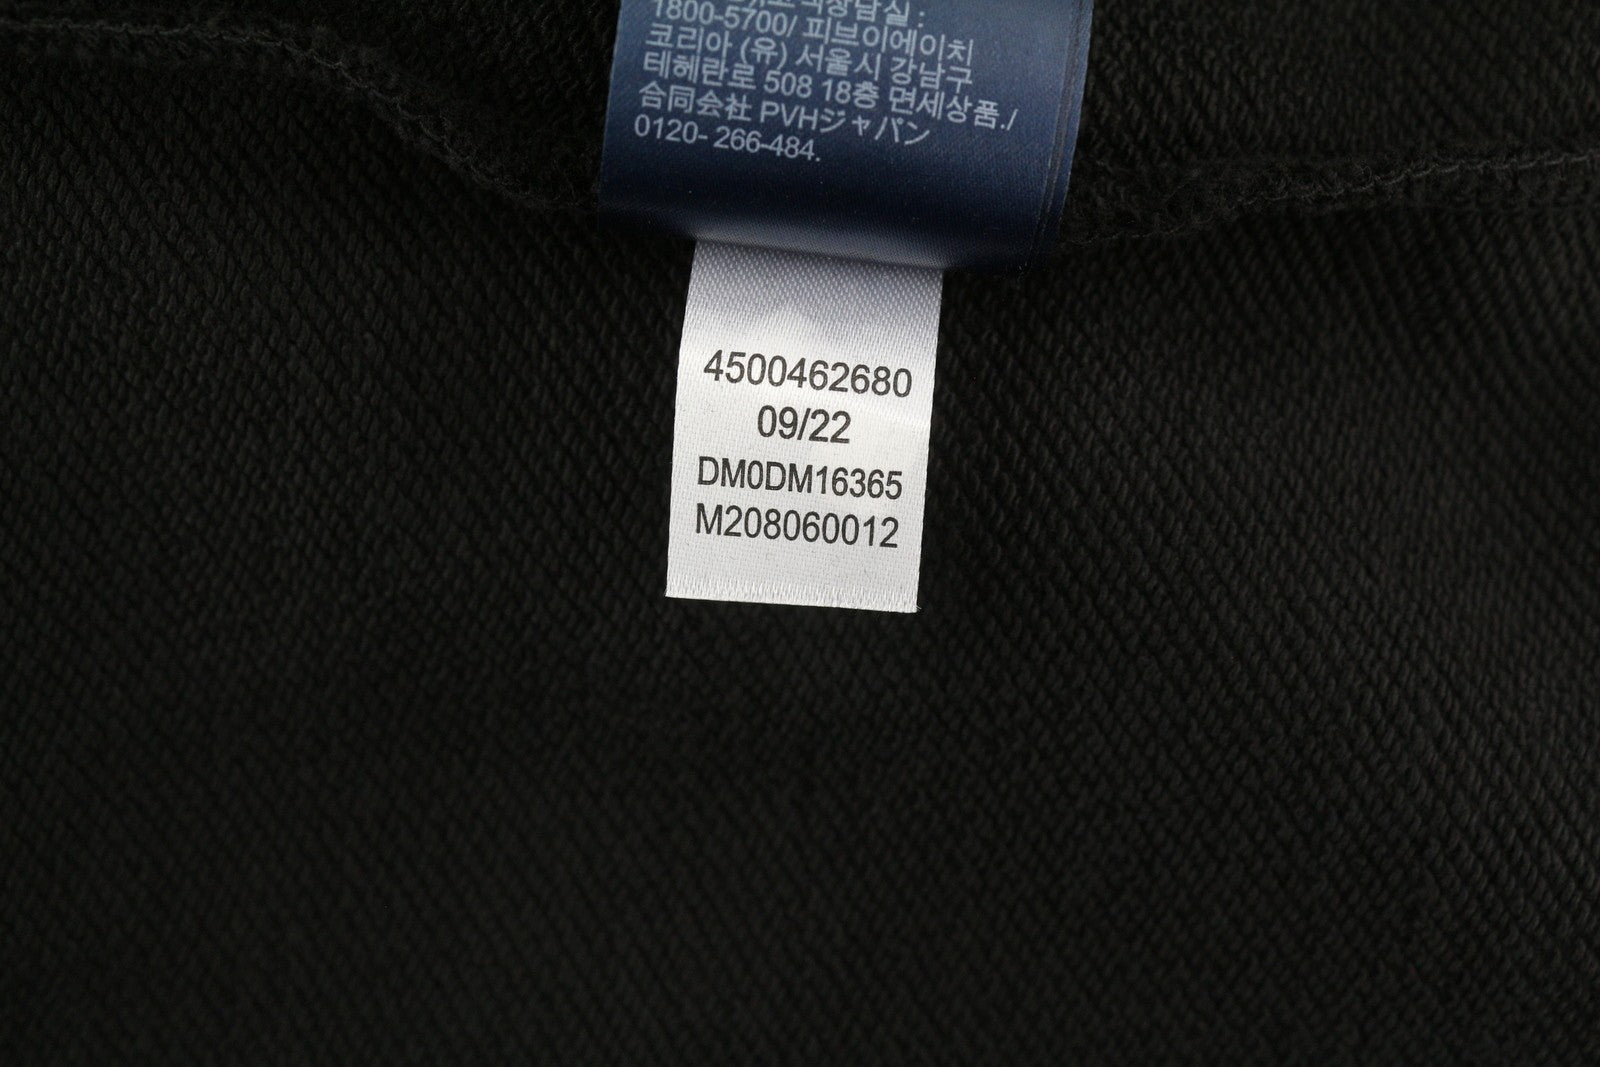 1800-5700/ 피브이에이치
코리아 (유) 서울시 강남구
테헤란로 508 18층 면세상품./
合同会社 PVHジャパン
0120- 266-484.
4500462680
09/22
DM0DM16365
M208060012